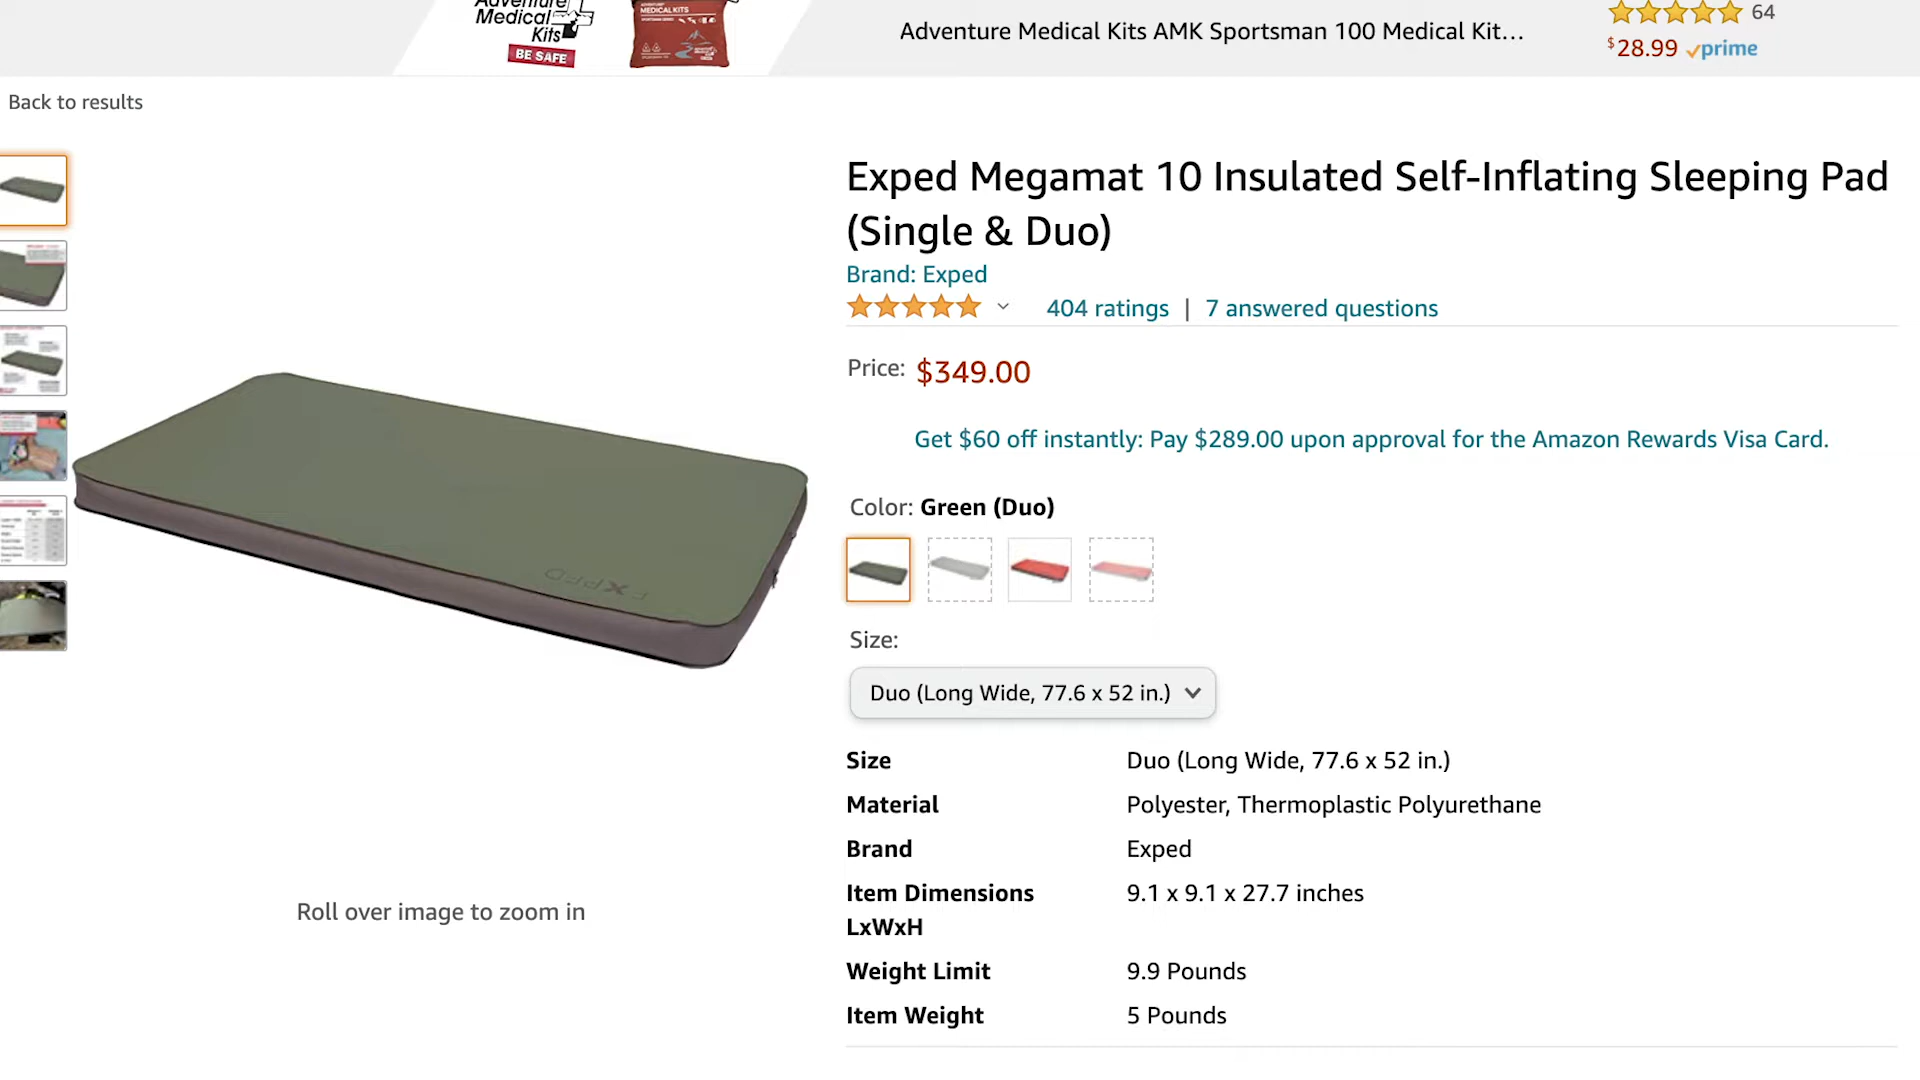 Adventure
Medical
Kits
BE SAFE
MEDICAL KITS
Adventure Medical Kits AMK Sportsman 100 Medical Kit...
64
$28.99 prime
Back to results
Exped Megamat 10 Insulated Self-Inflating Sleeping Pad
(Single & Duo)
Brand: Exped
404 ratings | 7 answered questions
Price: $349.00
Get $60 off instantly: Pay $289.00 upon approval for the Amazon Rewards Visa Card.
Color: Green (Duo)
EXPED
Size:
Duo (Long Wide, 77.6 x 52 in.)
Size Duo (Long Wide, 77.6 x 52 in.)
Material Polyester, Thermoplastic Polyurethane
Brand Exped
Item Dimensions 9.1 x 9.1 x 27.7 inches
LxWxH
Weight Limit 9.9 Pounds
Item Weight 5 Pounds
Roll over image to zoom in